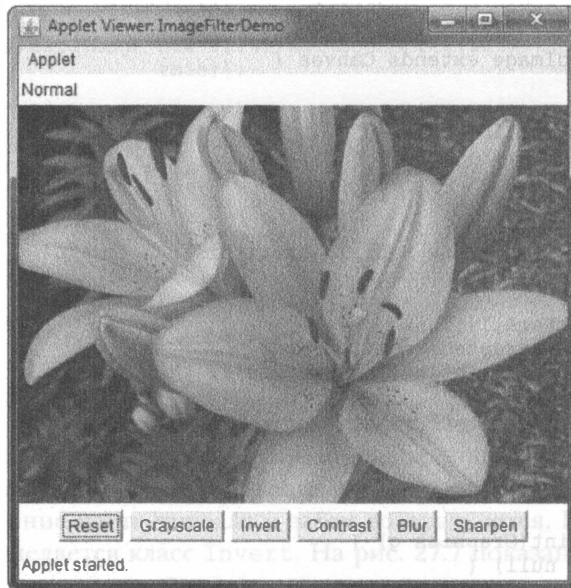 Applet Viewer: ImageFilterDemo
Applet
Normal
Reset Grayscale Invert Contrast Blur Sharpen
Applet started.